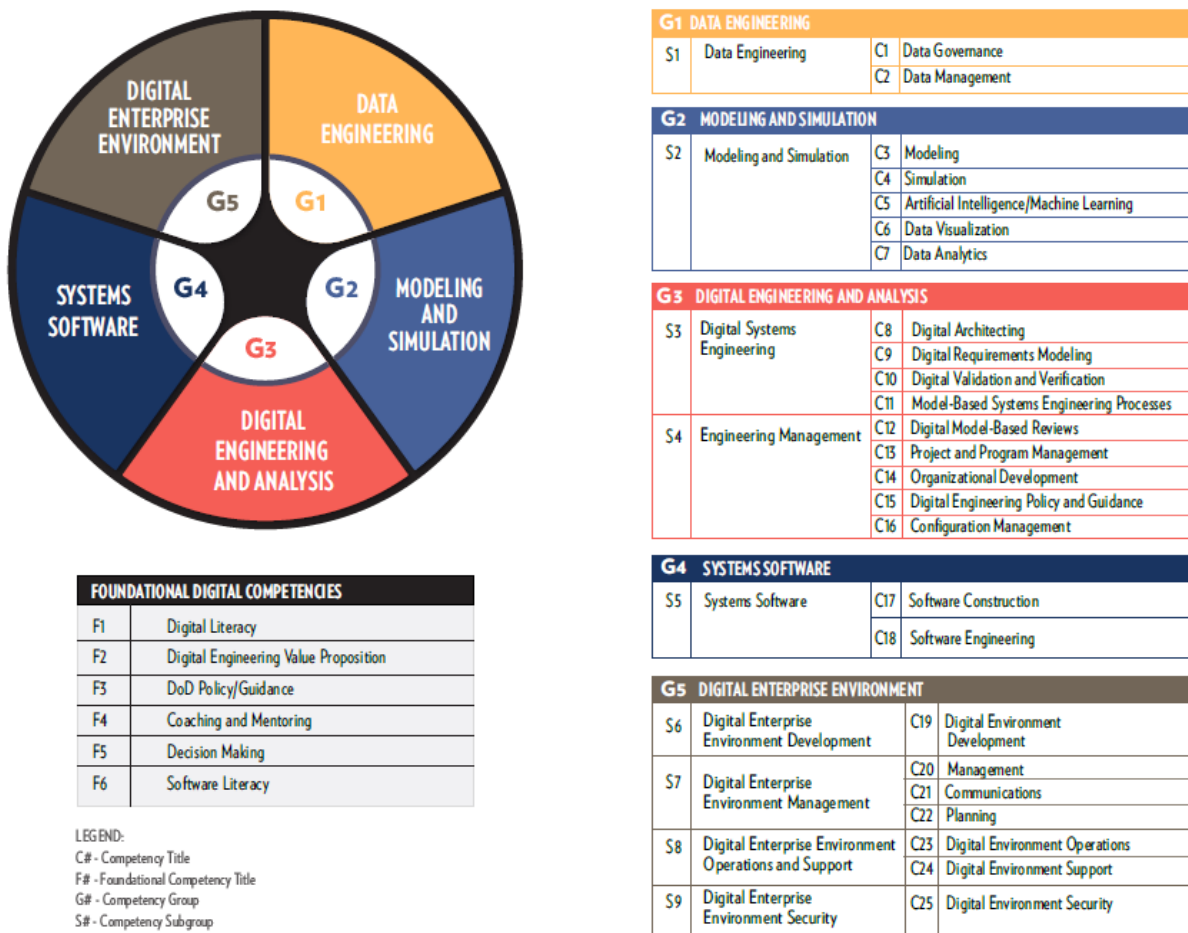 DIGITAL
ENTERPRISE
ENVIRONMENT
DATA
ENGINEERING
G5
G1
SYSTEMS
SOFTWARE
G4
G2
MODELING
AND
SIMULATION
G3
DIGITAL
ENGINEERING
AND ANALYSIS
FOUNDATIONAL DIGITAL COMPETENCIES
F1 Digital Literacy
F2 Digital Engineering Value Proposition
F3 DoD Policy/Guidance
F4 Coaching and Mentoring
F5 Decision Making
F6 Software Literacy
LEGEND:
C# - Competency Title
F# - Foundational Competency Title
G# - Competency Group
S# - Competency Subgroup
G1 DATA ENGINEERING
S1 Data Engineering C1 Data Governance
C2 Data Management
G2 MODELING AND SIMULATION
S2 Modeling and Simulation C3 Modeling
C4 Simulation
C5 Artificial Intelligence/Machine Learning
C6 Data Visualization
C7 Data Analytics
G3 DIGITAL ENGINEERING AND ANALYSIS
S3 Digital Systems C8 Digital Architecting
Engineering C9 Digital Requirements Modeling
C10 Digital Validation and Verification
C11 Model-Based Systems Engineering Processes
S4 Engineering Management C12 Digital Model-Based Reviews
C13 Project and Program Management
C14 Organizational Development
C15 Digital Engineering Policy and Guidance
C16 Configuration Management
G4 SYSTEMS SOFTWARE
S5 Systems Software C17 Software Construction
C18 Software Engineering
G5 DIGITAL ENTERPRISE ENVIRONMENT
S6 Digital Enterprise C19 Digital Environment
Environment Development Development
S7 Digital Enterprise C20 Management
Environment Management C21 Communications
C22 Planning
S8 Digital Enterprise Environment C23 Digital Environment Operations
Operations and Support C24 Digital Environment Support
S9 Digital Enterprise C25 Digital Environment Security
Environment Security